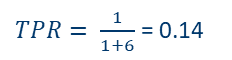 TPR = 1/1+6 = 0.14